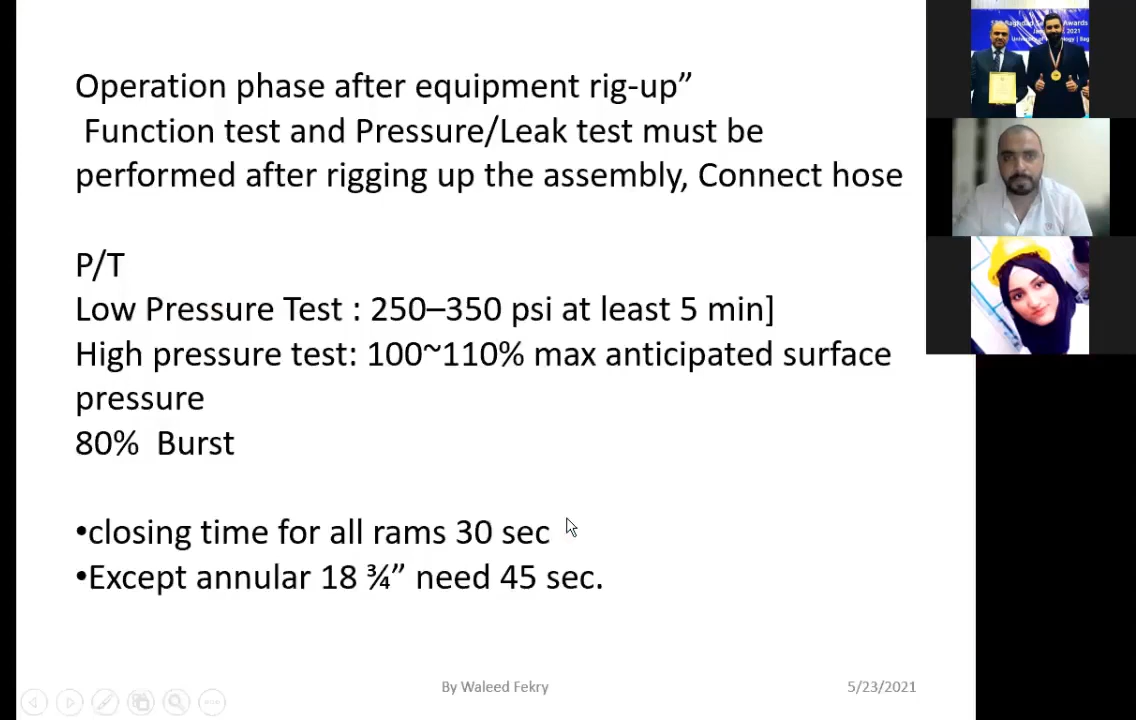 Operation phase after equipment rig-up”
Function test and Pressure/Leak test must be
performed after rigging up the assembly, Connect hose
P/T
Low Pressure Test : 250–350 psi at least 5 min]
High pressure test: 100~110% max anticipated surface
pressure
80% Burst
•closing time for all rams 30 sec
•Except annular 18 ¾” need 45 sec.
By Waleed Fekry
5/23/2021
Baghdad
Awards
2021